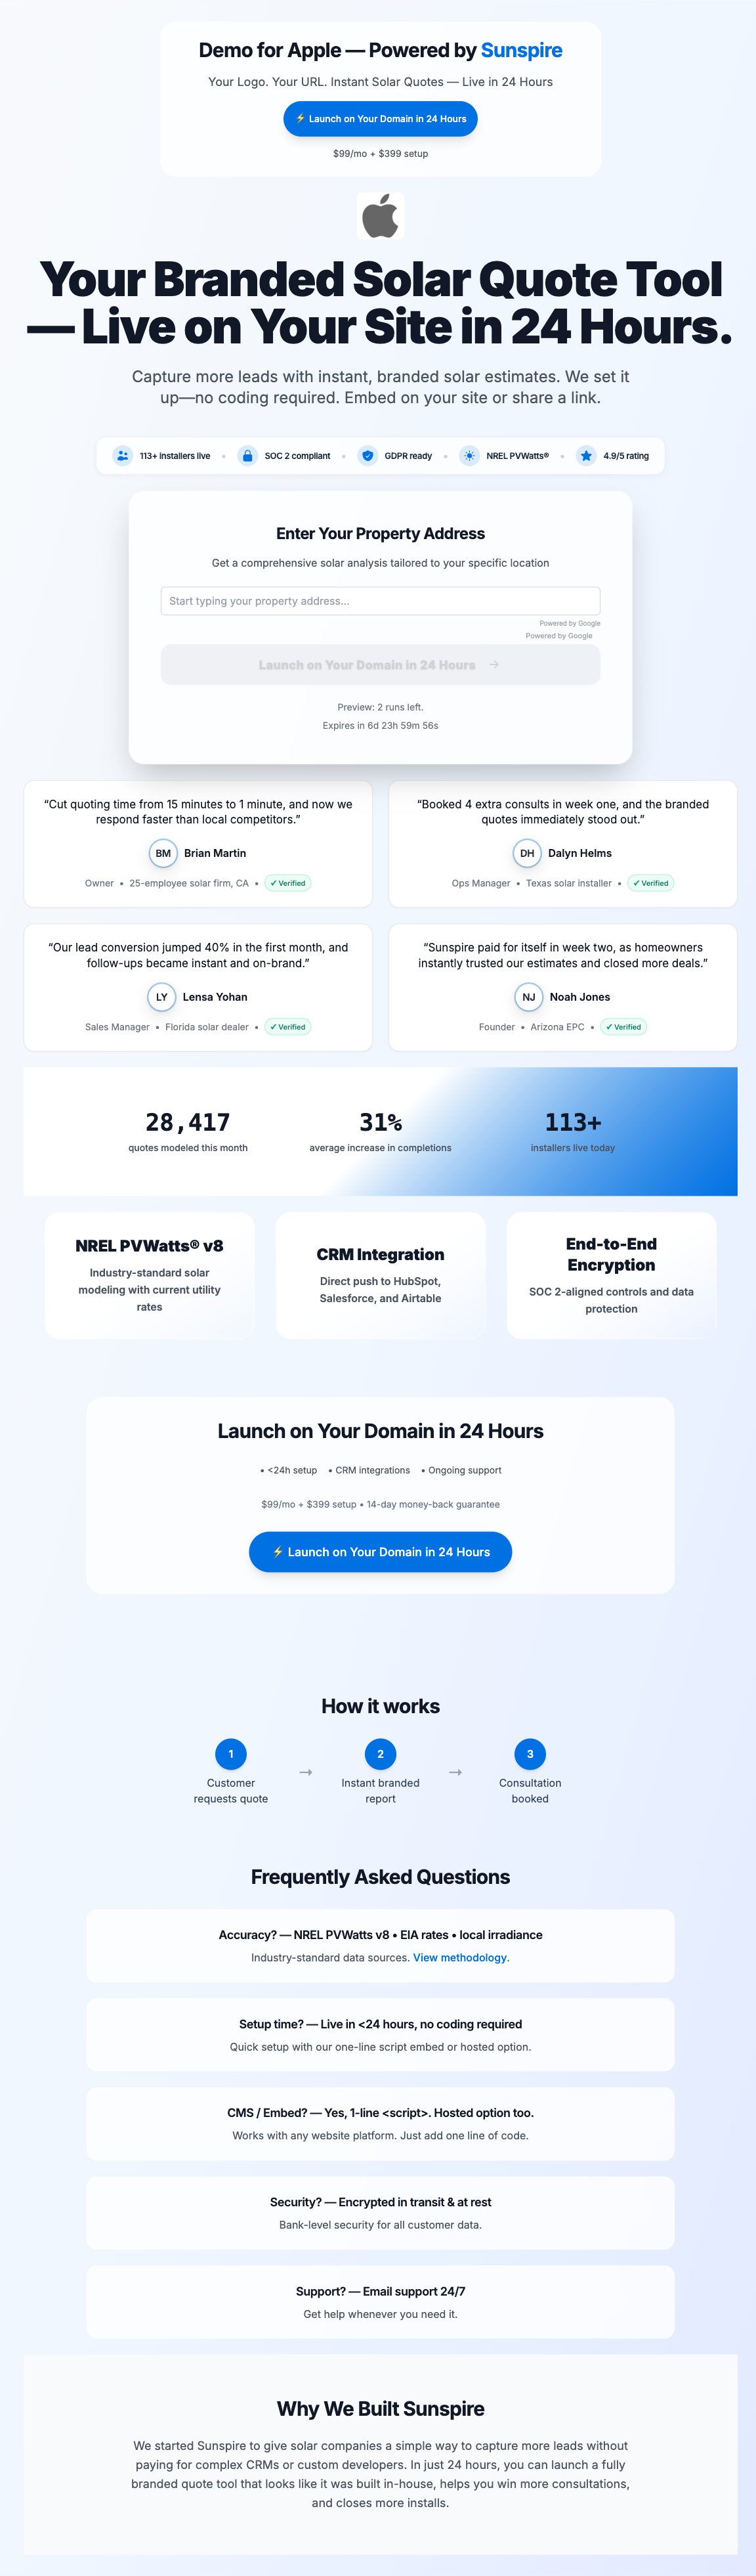 Demo for Apple — Powered by Sunspire
Your Logo. Your URL. Instant Solar Quotes — Live in 24 Hours
⚡ Launch on Your Domain in 24 Hours
$99/mo + $399 setup
Your Branded Solar Quote Tool
— Live on Your Site in 24 Hours.
Capture more leads with instant, branded solar estimates. We set it
up—no coding required. Embed on your site or share a link.
113+ installers live • SOC 2 compliant • GDPR ready • NREL PVWatts® • 4.9/5 rating
Enter Your Property Address
Get a comprehensive solar analysis tailored to your specific location
Start typing your property address...
Powered by Google
Powered by Google
Launch on Your Domain in 24 Hours →
Preview: 2 runs left.
Expires in 6d 23h 59m 56s
“Cut quoting time from 15 minutes to 1 minute, and now we
respond faster than local competitors.”
BM Brian Martin
Owner • 25-employee solar firm, CA • ✓ Verified
“Booked 4 extra consults in week one, and the branded
quotes immediately stood out.”
DH Dalyn Helms
Ops Manager • Texas solar installer • ✓ Verified
“Our lead conversion jumped 40% in the first month, and
follow-ups became instant and on-brand.”
LY Lensa Yohan
Sales Manager • Florida solar dealer • ✓ Verified
“Sunspire paid for itself in week two, as homeowners
instantly trusted our estimates and closed more deals.”
NJ Noah Jones
Founder • Arizona EPC • ✓ Verified
28,417
quotes modeled this month
31%
average increase in completions
113+
installers live today
NREL PVWatts® v8
Industry-standard solar
modeling with current utility
rates
CRM Integration
Direct push to HubSpot,
Salesforce, and Airtable
End-to-End
Encryption
SOC 2-aligned controls and data
protection
Launch on Your Domain in 24 Hours
• <24h setup • CRM integrations • Ongoing support
$99/mo + $399 setup • 14-day money-back guarantee
⚡ Launch on Your Domain in 24 Hours
How it works
1
Customer
requests quote
→
2
Instant branded
report
→
3
Consultation
booked
Frequently Asked Questions
Accuracy? — NREL PVWatts v8 • EIA rates • local irradiance
Industry-standard data sources. View methodology.
Setup time? — Live in <24 hours, no coding required
Quick setup with our one-line script embed or hosted option.
CMS / Embed? — Yes, 1-line <script>. Hosted option too.
Works with any website platform. Just add one line of code.
Security? — Encrypted in transit & at rest
Bank-level security for all customer data.
Support? — Email support 24/7
Get help whenever you need it.
Why We Built Sunspire
We started Sunspire to give solar companies a simple way to capture more leads without
paying for complex CRMs or custom developers. In just 24 hours, you can launch a fully
branded quote tool that looks like it was built in-house, helps you win more consultations,
and closes more installs.